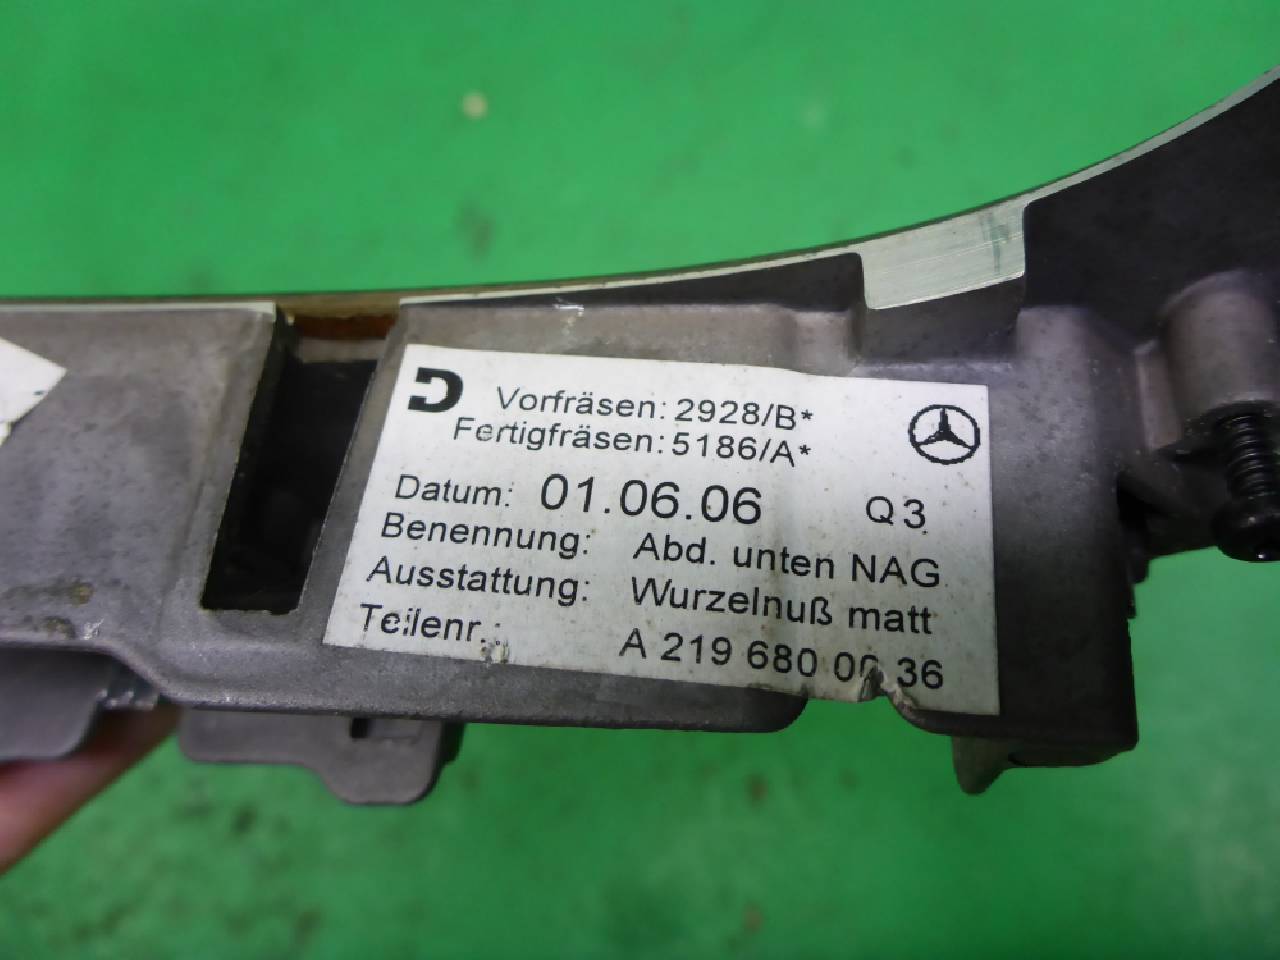 Vorfräsen: 2928/B*
Fertigfräsen: 5186/A*
Datum: 01.06.06 Q3
Benennung: Abd. unten NAG
Ausstattung: Wurzelnuß matt
Teilenr.: A 219 680 00 36